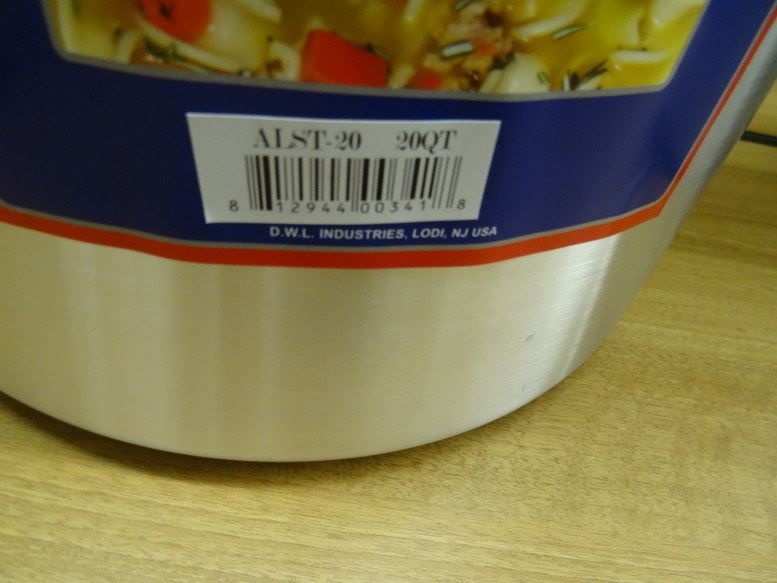 ALST-20 20QT
8 12944 00341 8
D.W.L. INDUSTRIES, LODI, NJ USA